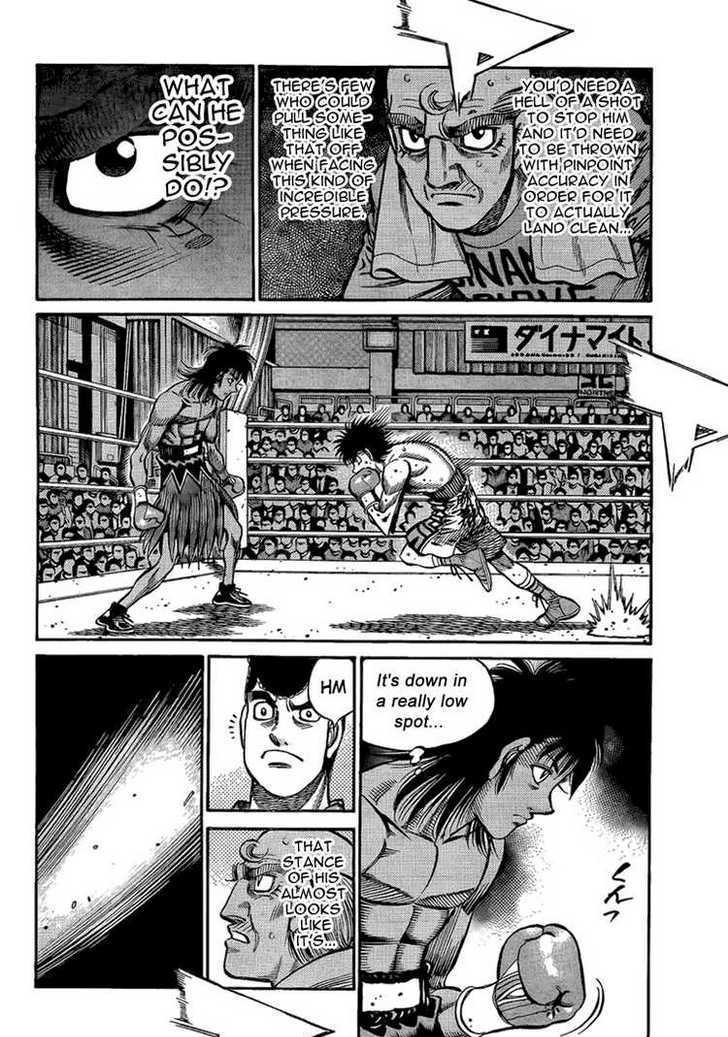 YOU'D NEED A
HELL OF A SHOT
TO STOP HIM
AND IT'D NEED
TO BE THROWN
WITH PINPOINT
ACCURACY IN
ORDER FOR IT
TO ACTUALLY
LAND CLEAN...
THERE'S FEW
WHO COULD
PULL SOME-
THING LIKE
THAT OFF
WHEN FACING
THIS KIND OF
INCREDIBLE
PRESSURE.
WHAT
CAN HE
POS-
SIBLY
DO!?
ダイナマイト
It's down in
a really low
spot...
クイッ
HM
THAT
STANCE
OF HIS
ALMOST
LOOKS
LIKE
IT'S...